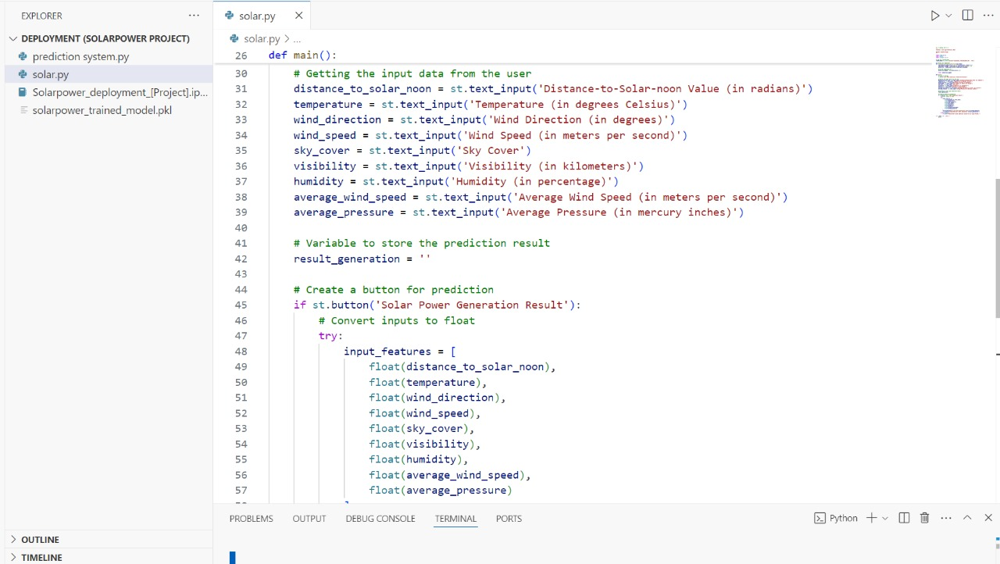 EXPLORER
DEPLOYMENT (SOLARPOWER PROJECT)
prediction system.py
solar.py
Solarpower_deployment_[Project].ip...
solarpower_trained_model.pkl
OUTLINE
TIMELINE
solar.py
solar.py > ...
26 def main():
30 # Getting the input data from the user
31 distance_to_solar_noon = st.text_input('Distance-to-Solar-noon Value (in radians)')
32 temperature = st.text_input('Temperature (in degree Celsius)')
33 wind_direction = st.text_input('Wind Direction (in degrees)')
34 wind_speed = st.text_input('Wind Speed (in meters per second)')
35 sky_cover = st.text_input('Sky Cover')
36 visibility = st.text_input('Visibility (in kilometers)')
37 humidity = st.text_input('Humidity (in percentage)')
38 average_wind_speed = st.text_input('Average Wind Speed (in meters per second)')
39 average_pressure = st.text_input('Average Pressure (in mercury inches)')
40
41 # Variable to store the prediction result
42 result_generation = ''
43
44 # Create a button for prediction
45 if st.button('Solar Power Generation Result'):
46 # Convert inputs to float
47 try:
48 input_features = [
49 float(distance_to_solar_noon),
50 float(temperature),
51 float(wind_direction),
52 float(wind_speed),
53 float(sky_cover),
54 float(visibility),
55 float(humidity),
56 float(average_wind_speed),
57 float(average_pressure)
PROBLEMS OUTPUT DEBUG CONSOLE TERMINAL PORTS
Python